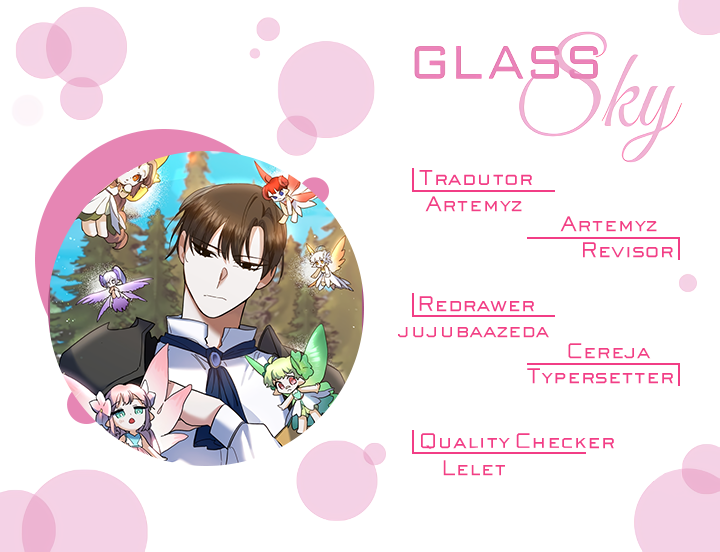 GLASS
Sky
TRADUTOR
ARTEMYZ
ARTEMYZ
REVISOR
REDRAWER
JUJUBAAZEDA
CEREJA
TYPERSETTER
QUALITY CHECKER
LELET